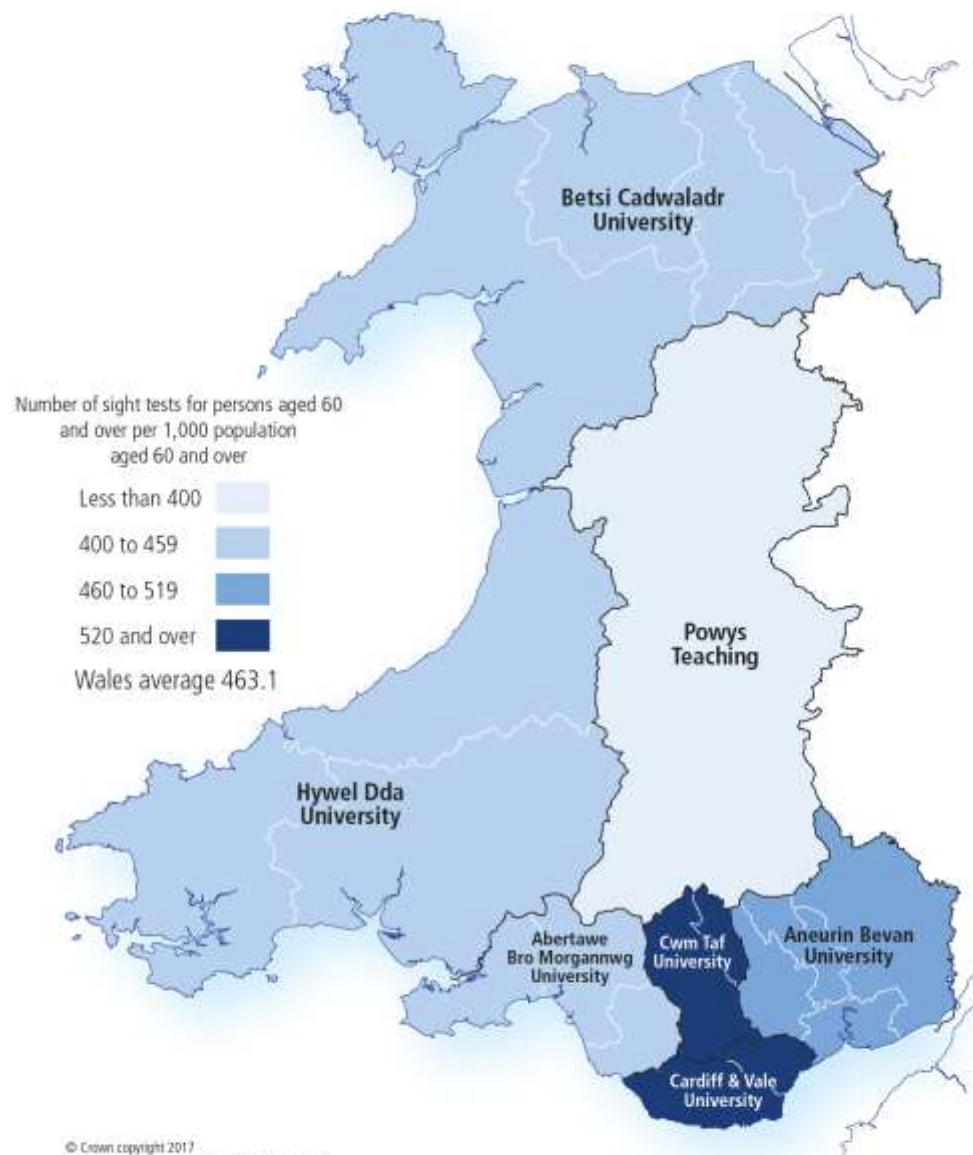 Betsi Cadwaladr
University
Number of sight tests for persons aged 60
and over per 1,000 population
aged 60 and over
Less than 400
400 to 459
460 to 519
520 and over
Wales average 463.1
Powys
Teaching
Hywel Dda
University
Abertawe
Bro Morgannwg
University
Cwm Taf
University
Aneurin Bevan
University
Cardiff & Vale
University
© Crown copyright 2017